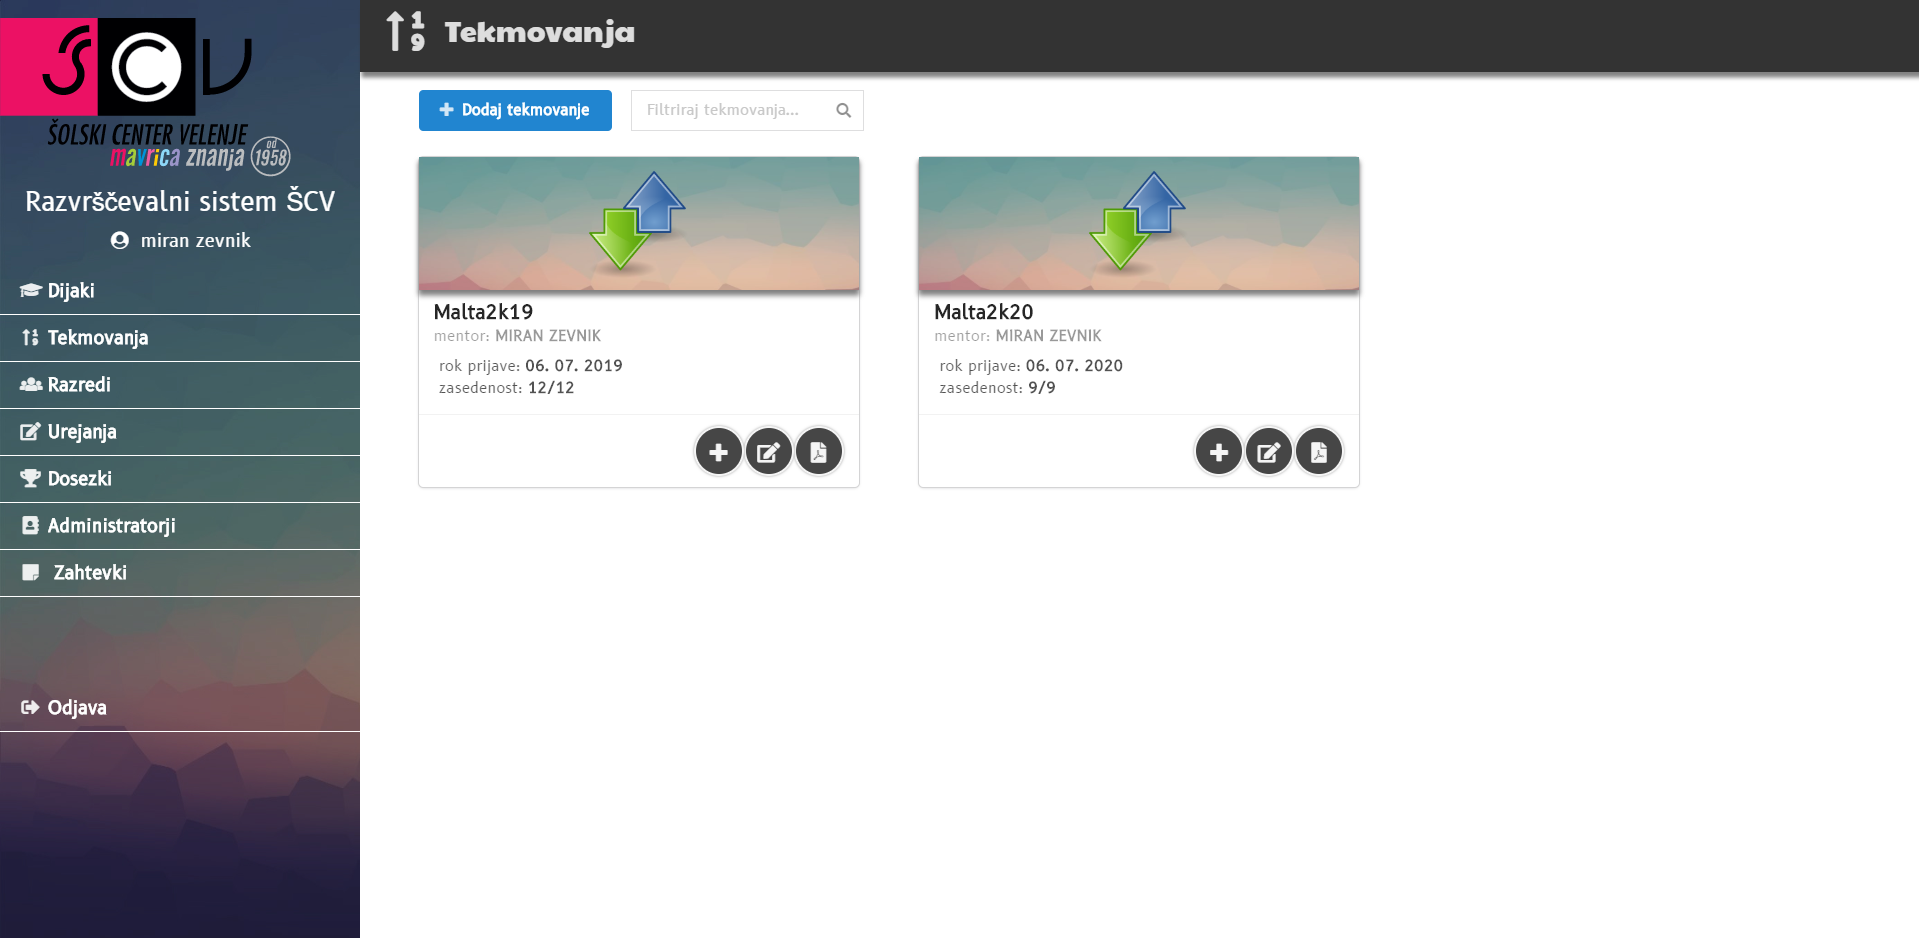 ŠCV
ŠOLSKI CENTER VELENJE
mavrica znanja od 1958
Razvrščevalni sistem ŠCV
miran zevnik
Dijaki
Tekmovanja
Razredi
Urejanja
Dosezki
Administratorji
Zahtevki
Odjava
1
9
Tekmovanja
Dodaj tekmovanje
Filtriraj tekmovanja...
Malta2k19
mentor: MIRAN ZEVNIK
rok prijave: 06. 07. 2019
zasedenost: 12/12
Malta2k20
mentor: MIRAN ZEVNIK
rok prijave: 06. 07. 2020
zasedenost: 9/9